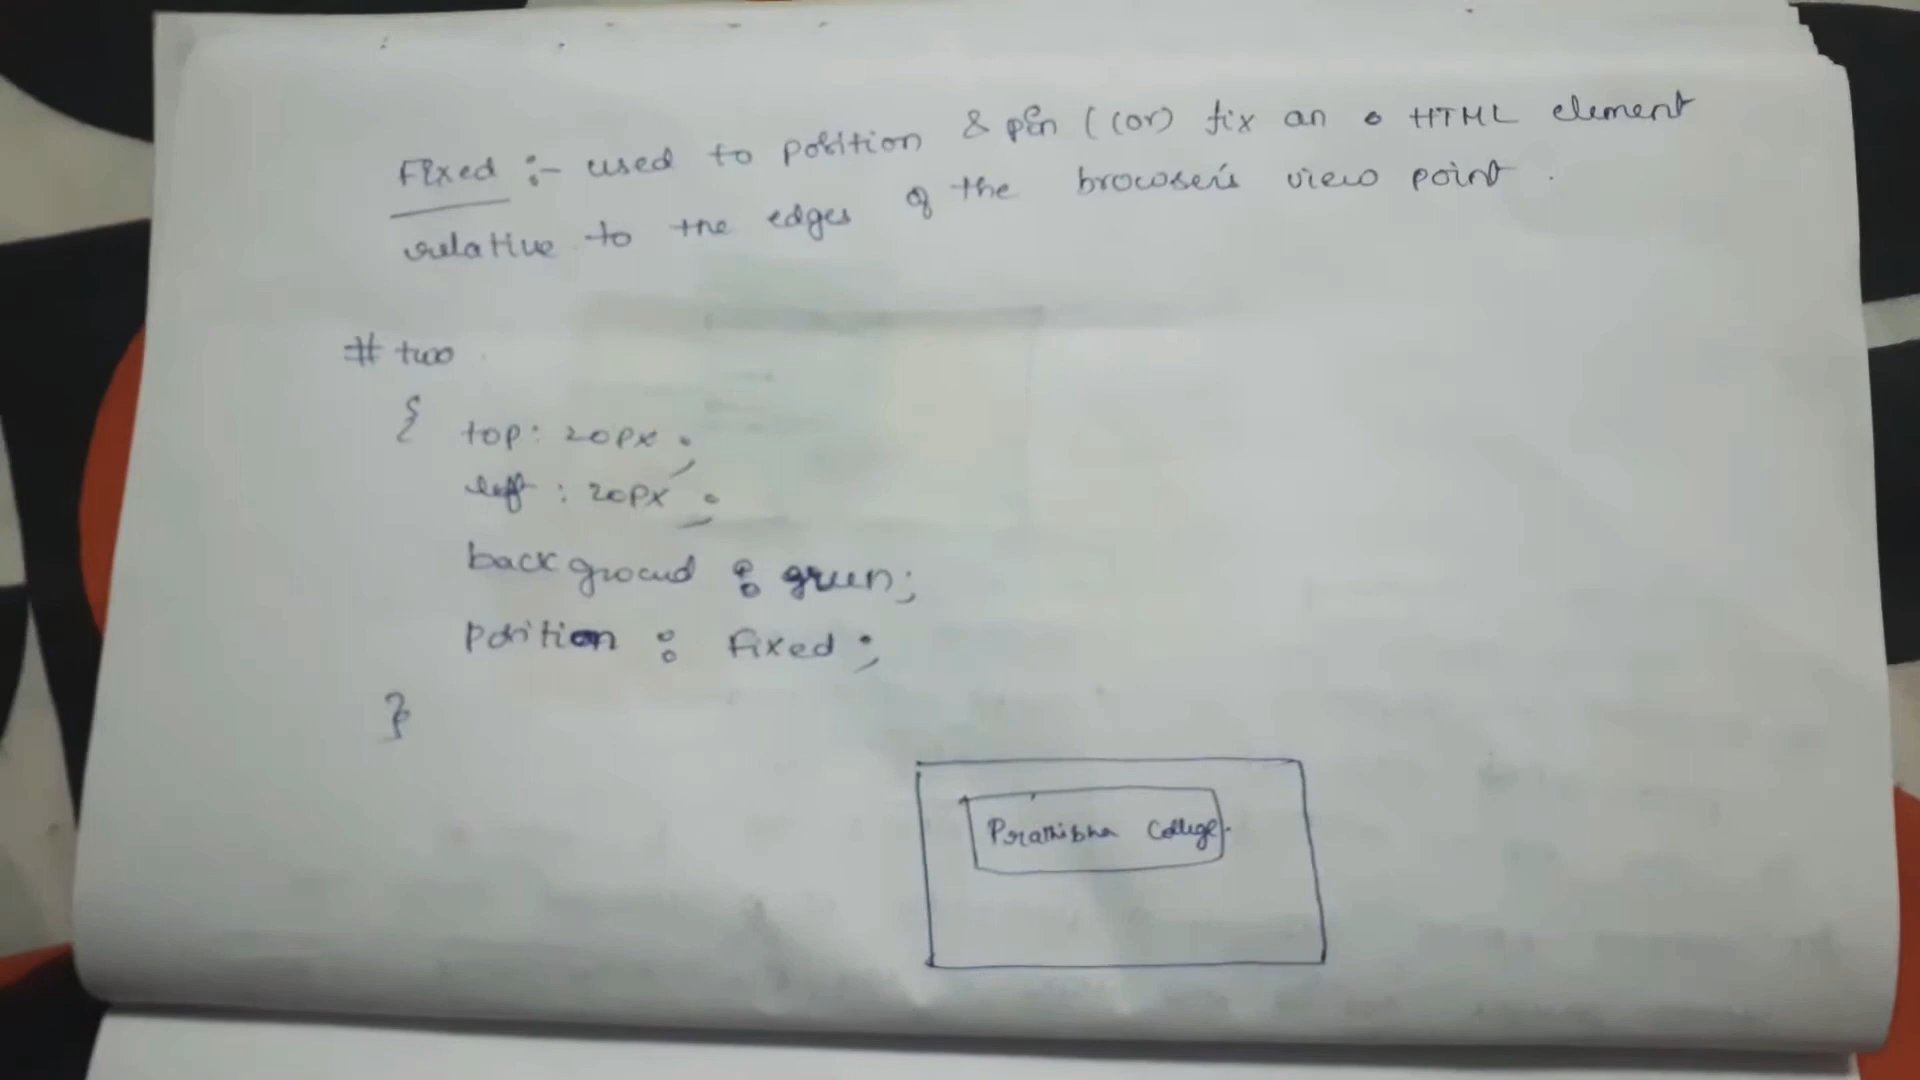 Fixed :- used to position & pin ((or) fix an HTML element
relative to the edges of the browser's view point.
# two
{ top: 20px ;
left : 20px ;
background : green;
position : fixed ;
}
Prathibha College.